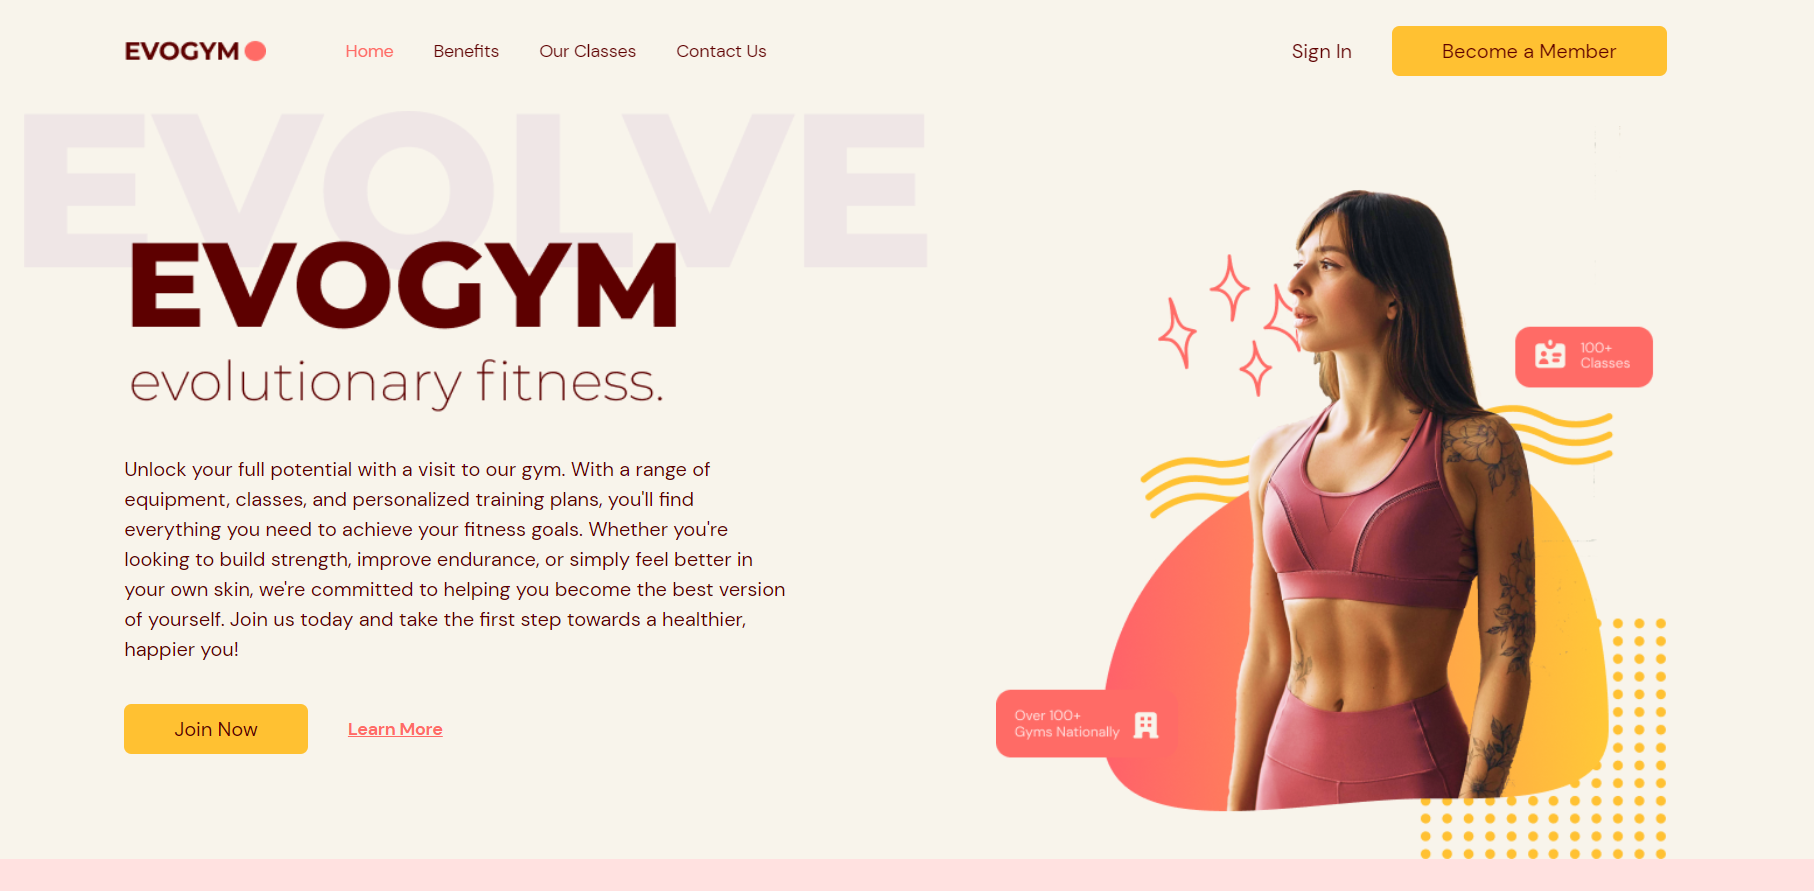 EVOGYM
Home
Benefits
Our Classes
Contact Us
Sign In
Become a Member
EVOLVE
EVOGYM
evolutionary fitness.
Unlock your full potential with a visit to our gym. With a range of
equipment, classes, and personalized training plans, you'll find
everything you need to achieve your fitness goals. Whether you're
looking to build strength, improve endurance, or simply feel better in
your own skin, we're committed to helping you become the best version
of yourself. Join us today and take the first step towards a healthier,
happier you!
Join Now
Learn More
100+
Classes
Over 100+
Gyms Nationally